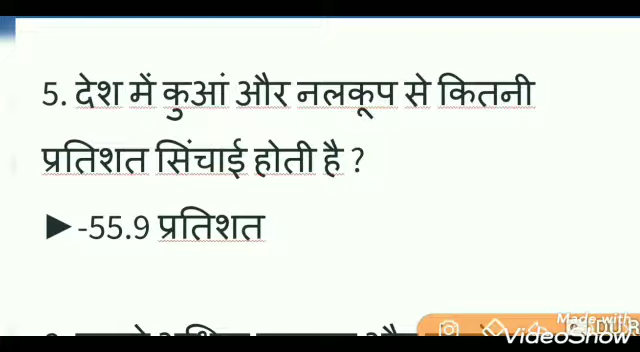 5. देश में कुआं और नलकूप से कितनी
प्रतिशत सिंचाई होती है ?
►-55.9 प्रतिशत
Made with
VideoShow